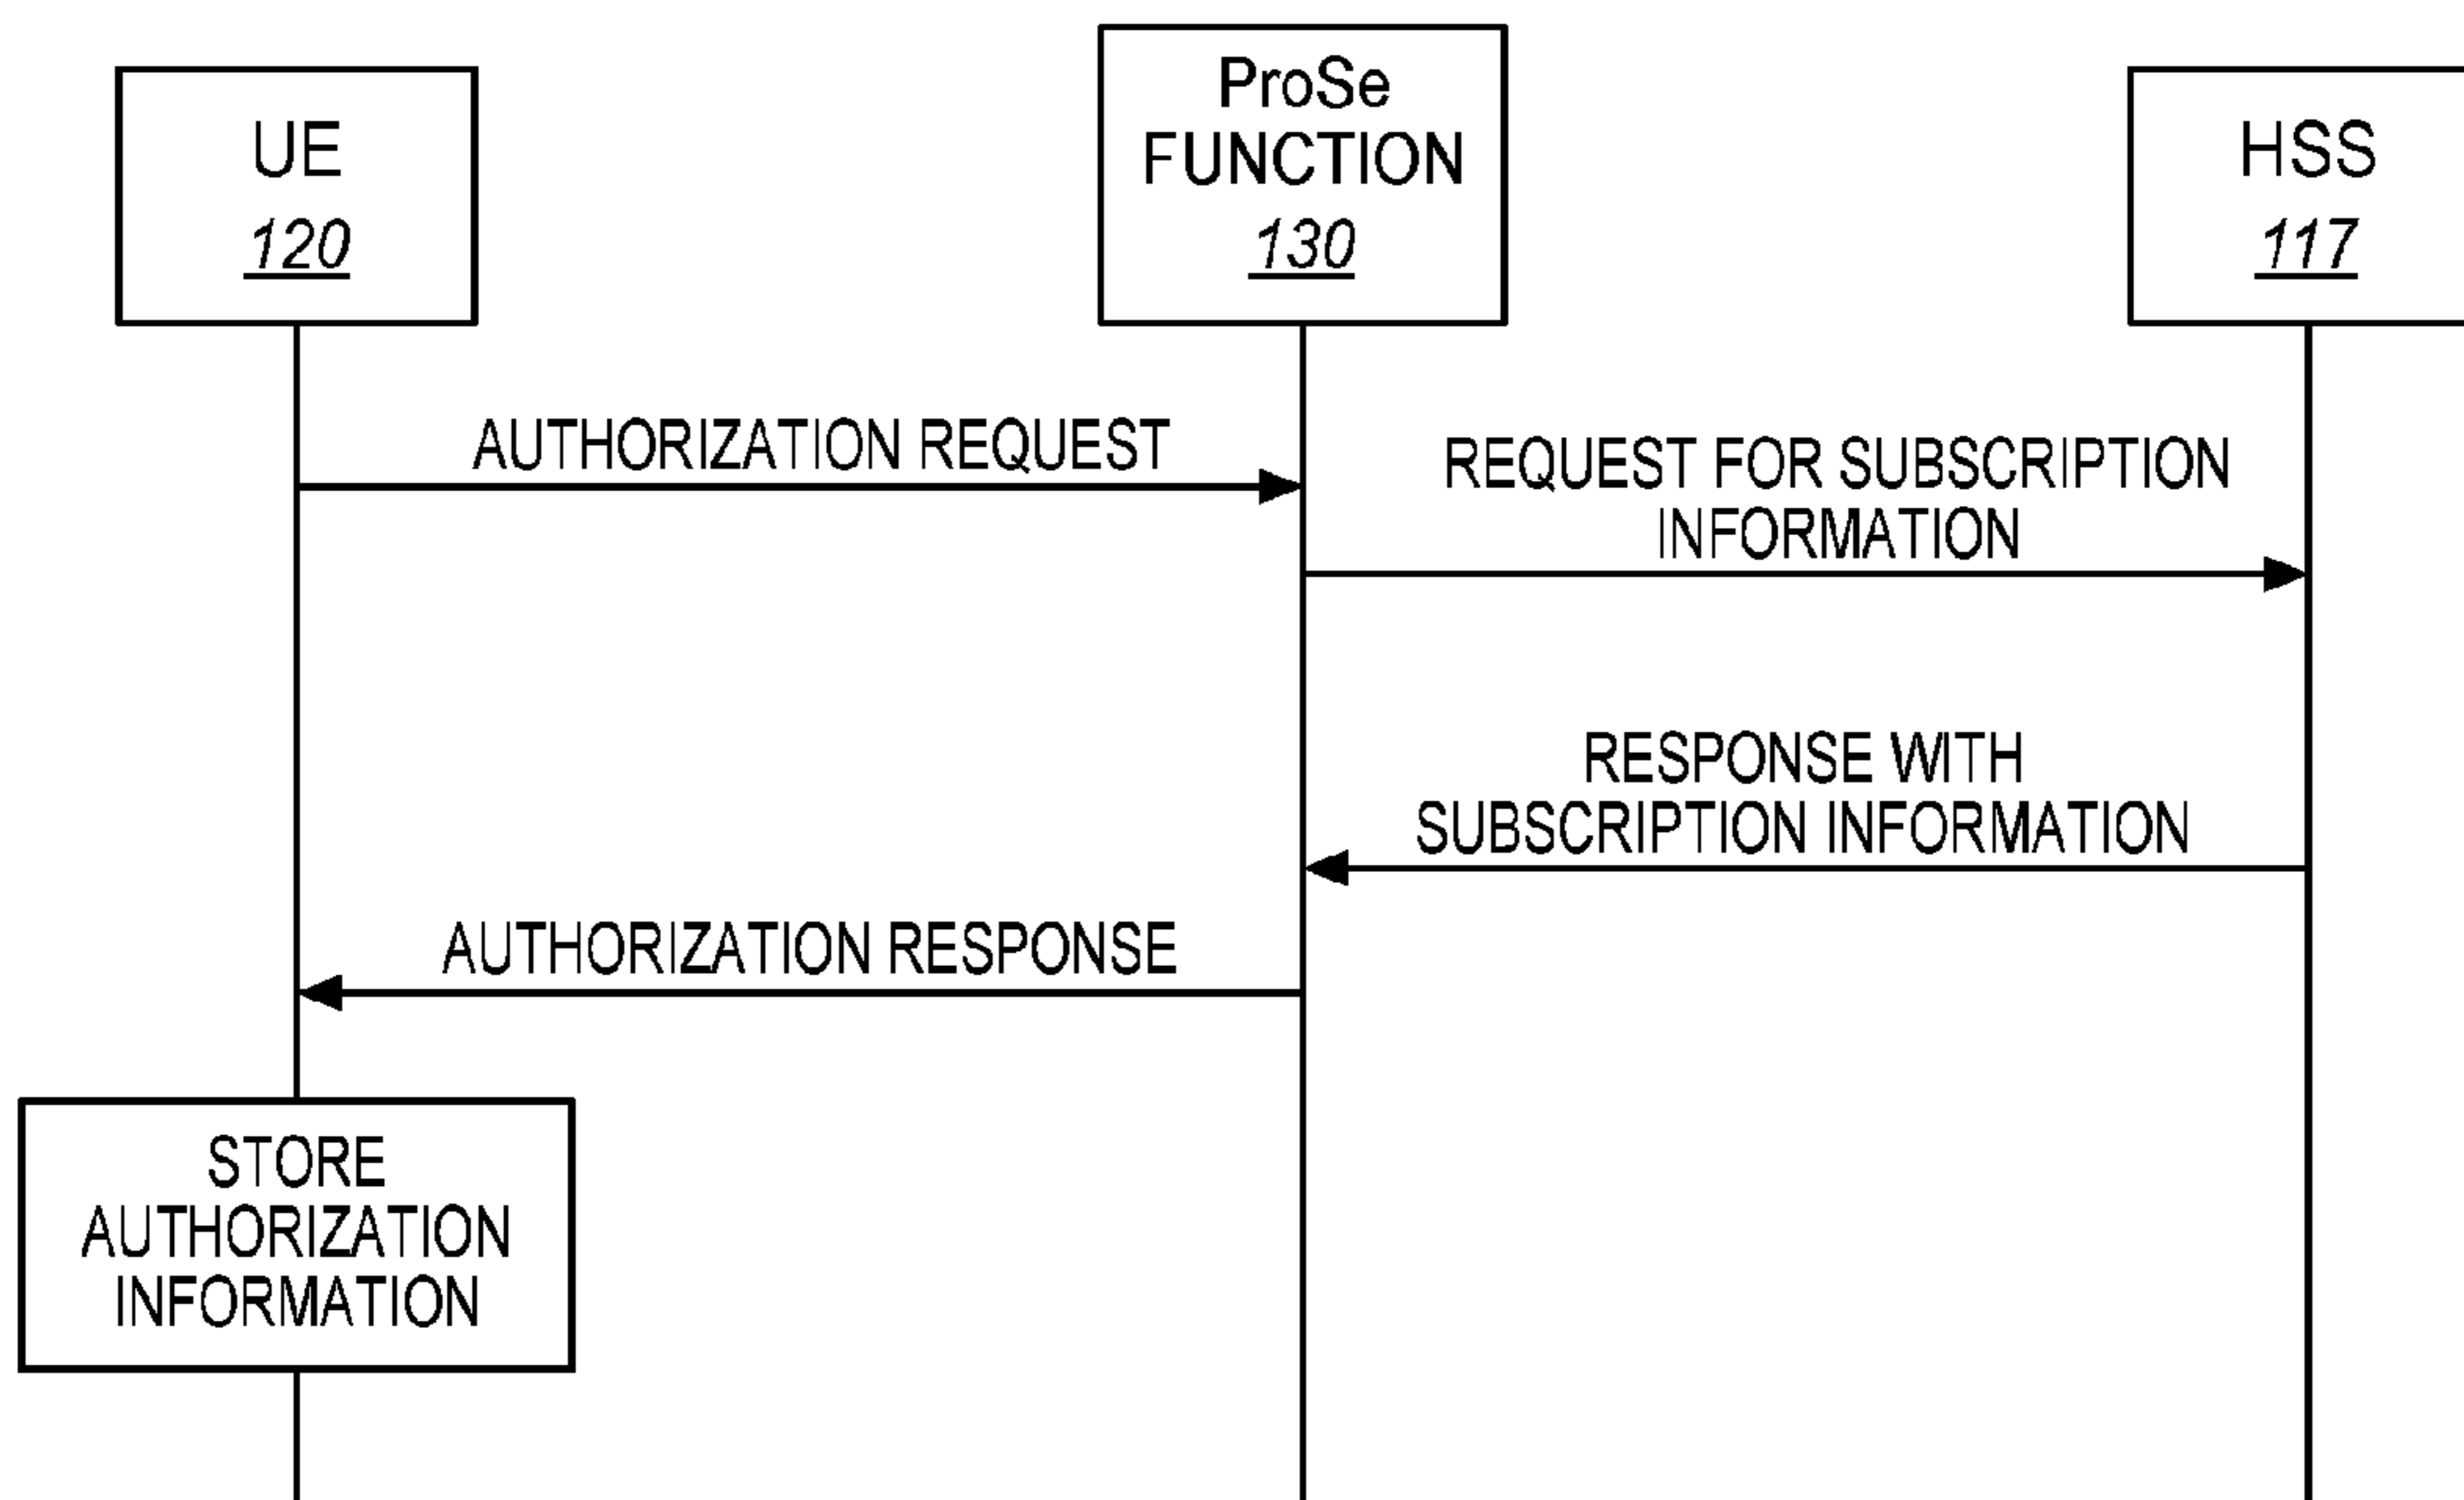 UE
120
ProSe
FUNCTION
130
HSS
117
AUTHORIZATION REQUEST
REQUEST FOR SUBSCRIPTION
INFORMATION
RESPONSE WITH
SUBSCRIPTION INFORMATION
AUTHORIZATION RESPONSE
STORE
AUTHORIZATION
INFORMATION